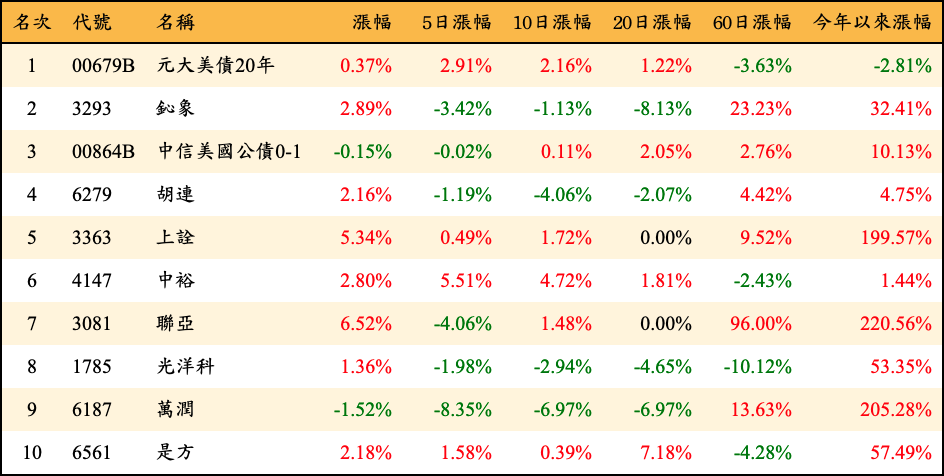 名次 代號 名稱 漲幅 5日漲幅 10日漲幅 20日漲幅 60日漲幅 今年以來漲幅
1 00679B 元大美債20年 0.37% 2.91% 2.16% 1.22% -3.63% -2.81%
2 3293 鈊象 2.89% -3.42% -1.13% -8.13% 23.23% 32.41%
3 00864B 中信美國公債0-1 -0.15% -0.02% 0.11% 2.05% 2.76% 10.13%
4 6279 胡連 2.16% -1.19% -4.06% -2.07% 4.42% 4.75%
5 3363 上詮 5.34% 0.49% 1.72% 0.00% 9.52% 199.57%
6 4147 中裕 2.80% 5.51% 4.72% 1.81% -2.43% 1.44%
7 3081 聯亞 6.52% -4.06% 1.48% 0.00% 96.00% 220.56%
8 1785 光洋科 1.36% -1.98% -2.94% -4.65% -10.12% 53.35%
9 6187 萬潤 -1.52% -8.35% -6.97% -6.97% 13.63% 205.28%
10 6561 是方 2.18% 1.58% 0.39% 7.18% -4.28% 57.49%